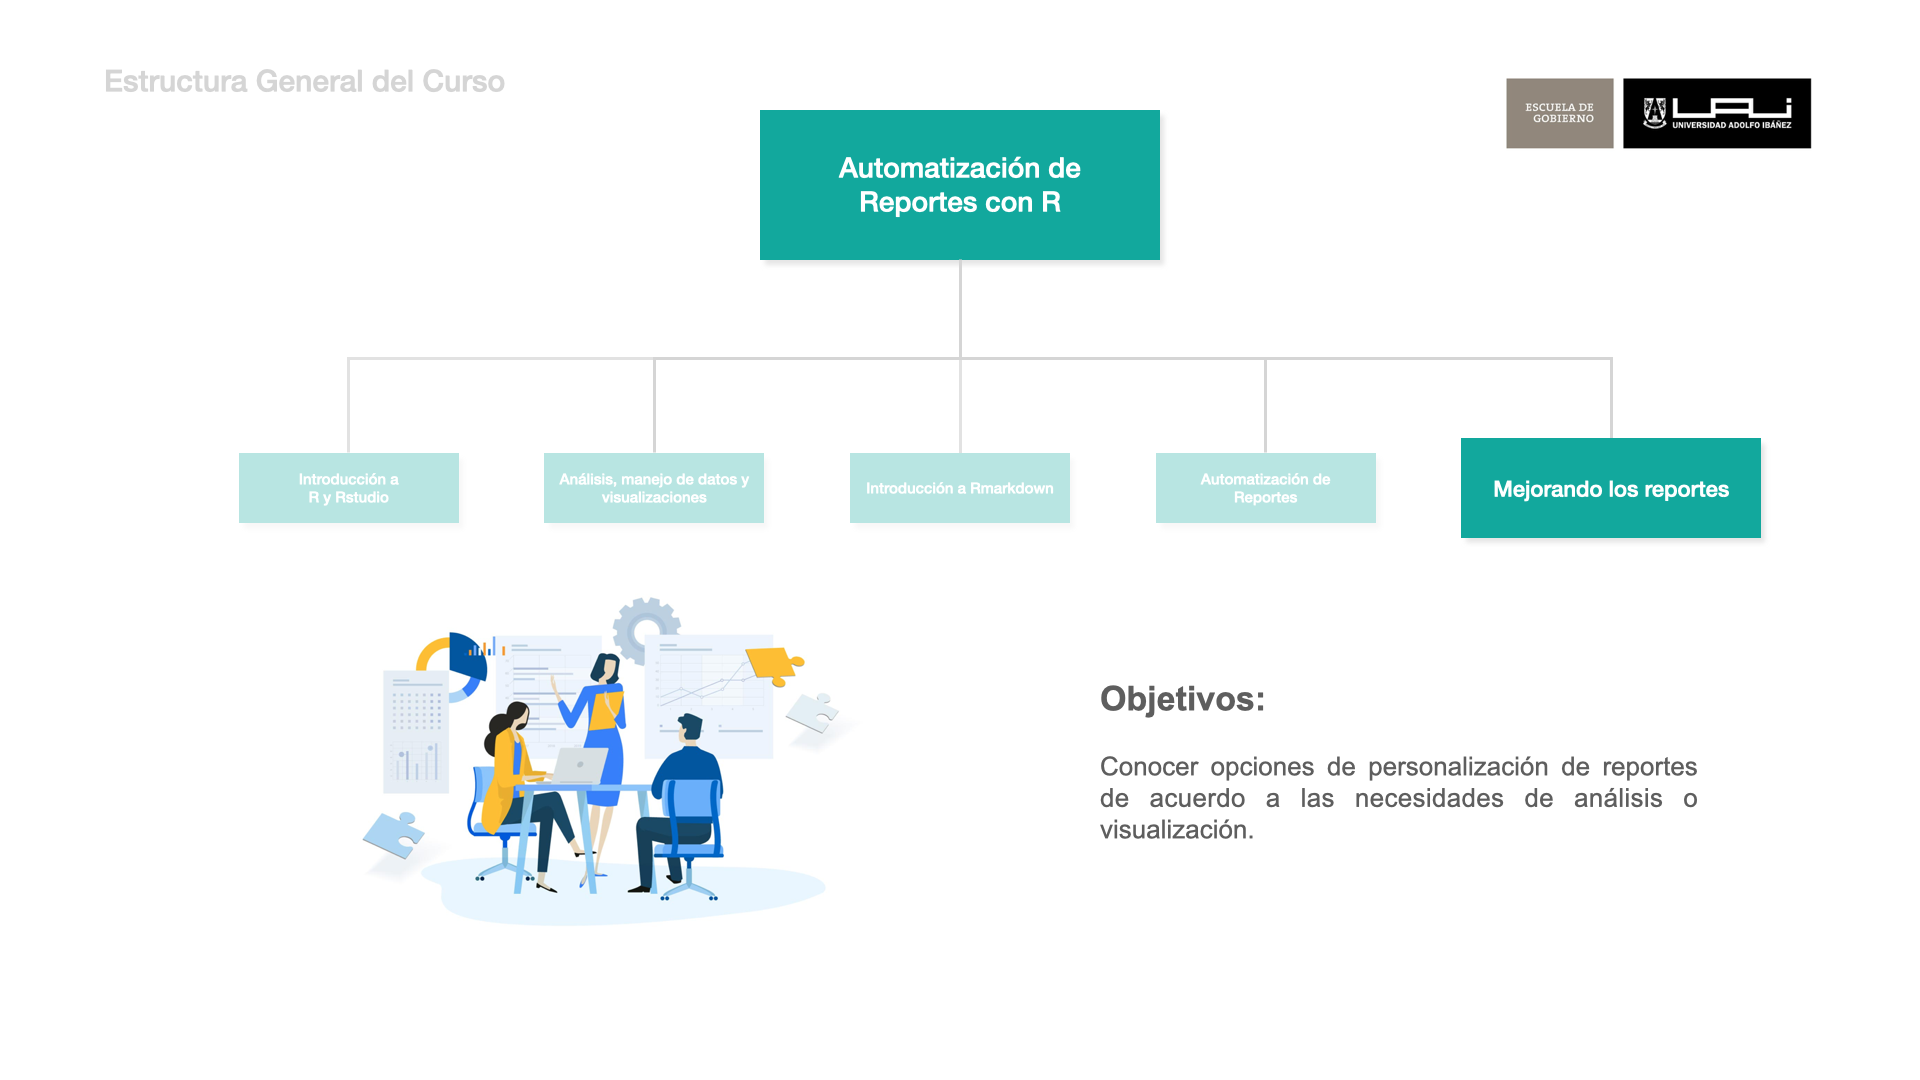 Estructura General del Curso
ESCUELA DE
GOBIERNO
UAI
UNIVERSIDAD ADOLFO IBÁÑEZ
Automatización de
Reportes con R
Introducción a
R y Rstudio
Análisis, manejo de datos y
visualizaciones
Introducción a Rmarkdown
Automatización de
Reportes
Mejorando los reportes
Objetivos:
Conocer opciones de personalización de reportes
de acuerdo a las necesidades de análisis o
visualización.